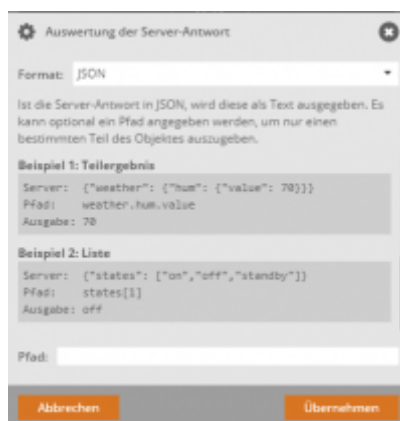 Auswertung der Server-Antwort
Format: JSON
Ist die Server-Antwort in JSON, wird diese als Text ausgegeben. Es
kann optional ein Pfad angegeben werden, um nur einen
bestimmten Teil des Objektes auszugeben.
Beispiel 1: Teilergebnis
Server: {"weather": {"hum": {"value": 70}}}
Pfad: weather.hum.value
Ausgabe: 70
Beispiel 2: Liste
Server: {"states": ["on","off","standby"]}
Pfad: states[1]
Ausgabe: off
Pfad:
Abbrechen
Übernehmen